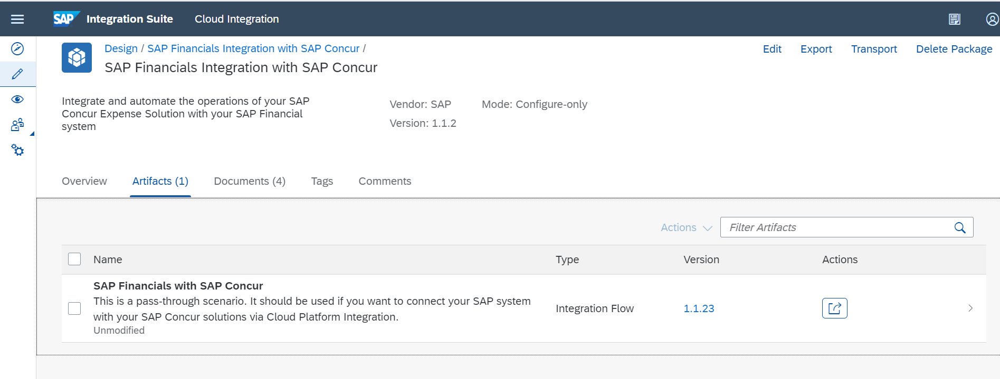 SAP Integration Suite Cloud Integration
Design / SAP Financials Integration with SAP Concur /
Edit Export Transport Delete Package
SAP Financials Integration with SAP Concur
Integrate and automate the operations of your SAP
Concur Expense Solution with your SAP Financial
system
Vendor: SAP Mode: Configure-only
Version: 1.1.2
Overview Artifacts (1) Documents (4) Tags Comments
Actions Filter Artifacts
Name Type Version Actions
SAP Financials with SAP Concur
This is a pass-through scenario. It should be used if you want to connect your SAP system
with your SAP Concur solutions via Cloud Platform Integration.
Unmodified
Integration Flow 1.1.23